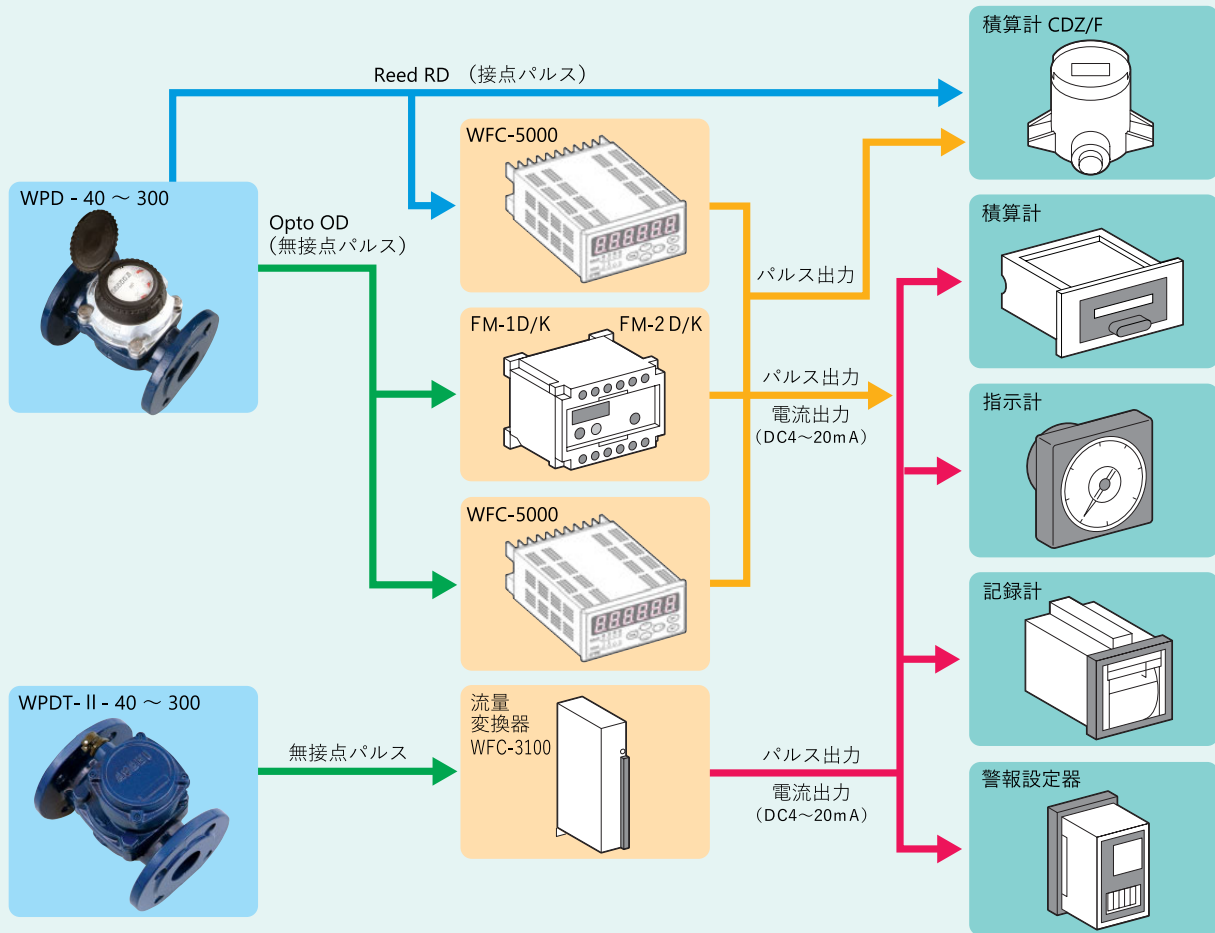 積算計 CDZ/F
Reed RD （接点パルス）
WFC-5000
WPD - 40 ～ 300
Opto OD
（無接点パルス）
積算計
パルス出力
FM-1D/K FM-2 D/K
パルス出力
電流出力
（DC4～20mA）
指示計
WFC-5000
記録計
WPDT-Ⅱ- 40 ～ 300
無接点パルス
流量
変換器
WFC-3100
パルス出力
電流出力
（DC4～20mA）
警報設定器